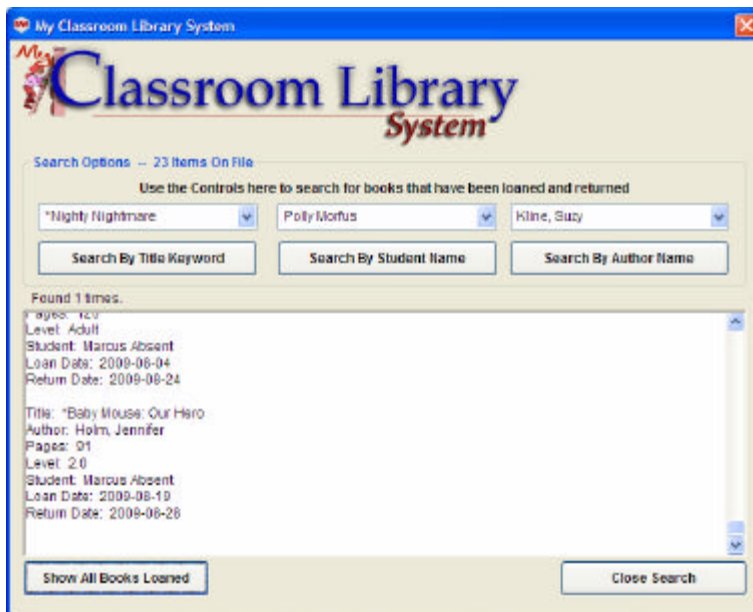 My Classroom Library System
My Classroom Library
System
Search Options -- 23 Items On File
Use the Controls here to search for books that have been loaned and returned
*Nighty Nightmare Polly Morfus Kline, Suzy
Search By Title Keyword Search By Student Name Search By Author Name
Found 1 times.
Pages: 120
Level: Adult
Student: Marcus Absent
Loan Date: 2009-08-04
Return Date: 2009-08-24
Title: *Baby Mouse: Our Hero
Author: Holm, Jennifer
Pages: 91
Level: 2.0
Student: Marcus Absent
Loan Date: 2009-08-19
Return Date: 2009-08-28
Show All Books Loaned Close Search